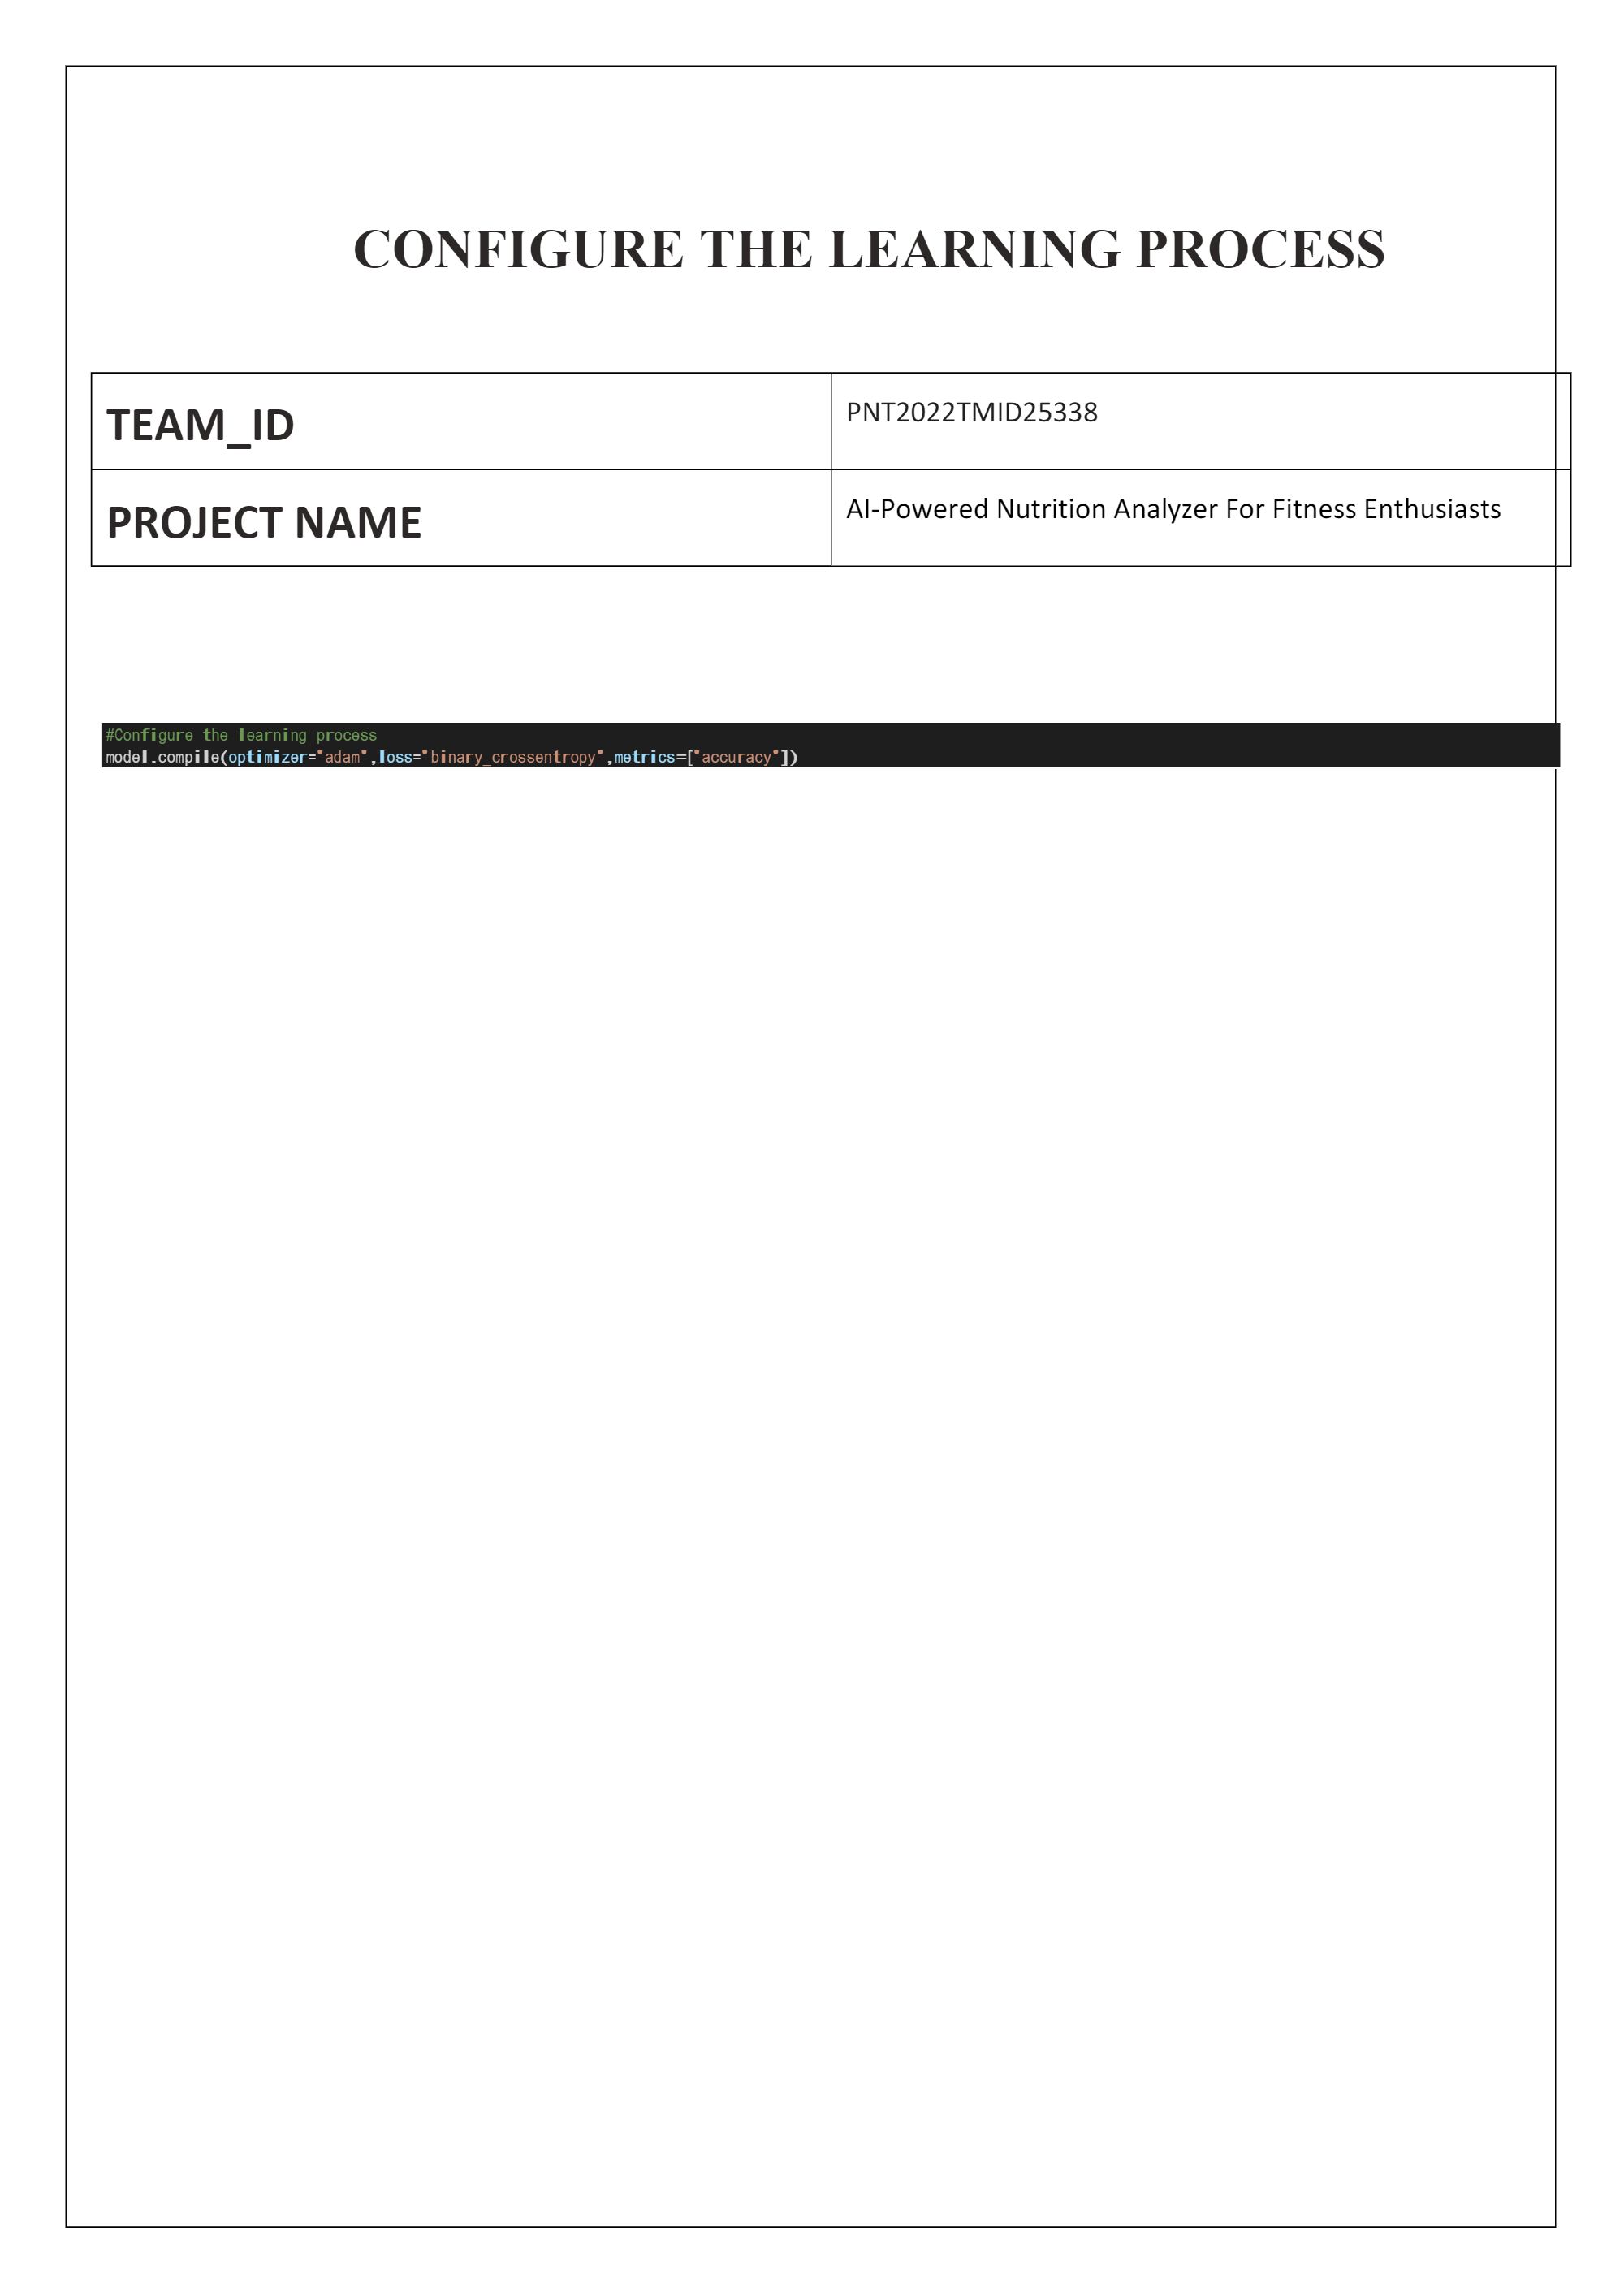 CONFIGURE THE LEARNING PROCESS
TEAM_ID
PNT2022TMID25338
PROJECT NAME
AI-Powered Nutrition Analyzer For Fitness Enthusiasts
#Configure the learning process
model.compile(optimizer="adam",loss="binary_crossentropy",metrics=["accuracy"])